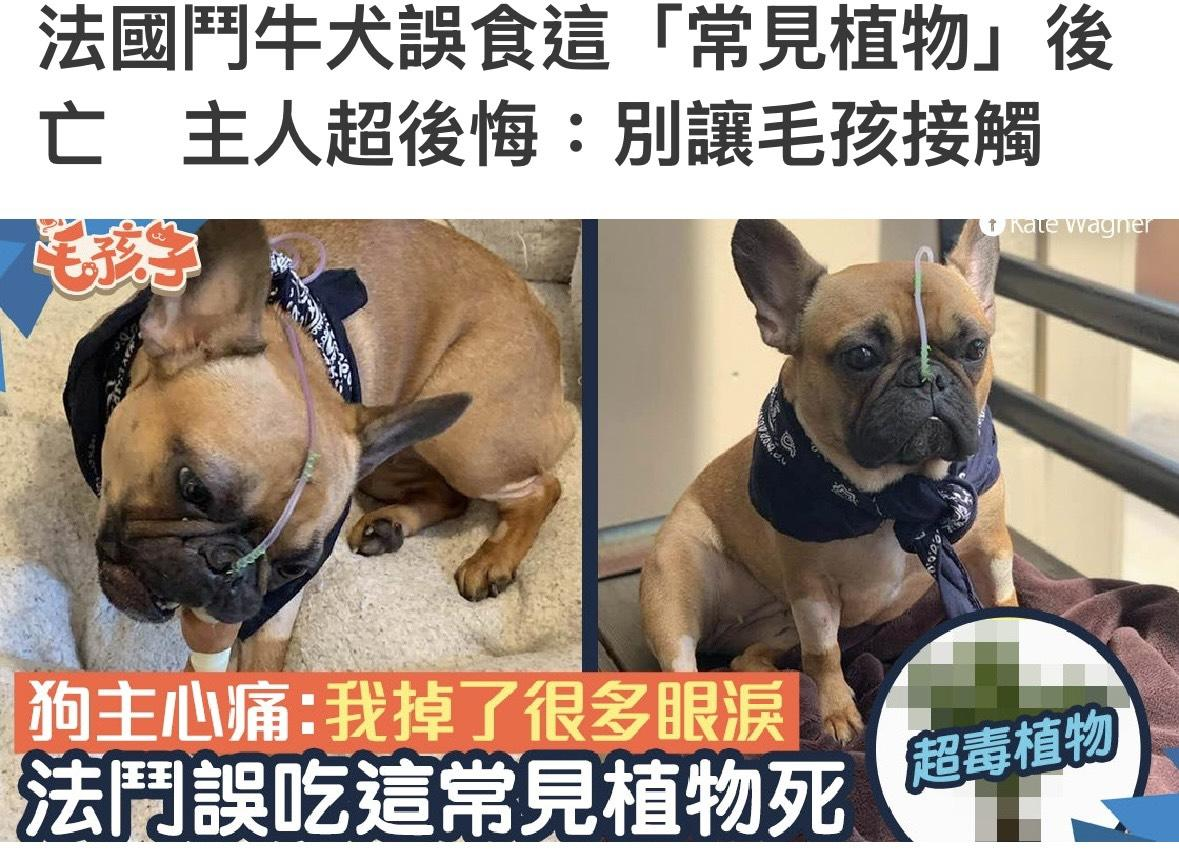 法國鬥牛犬誤食這「常見植物」後
亡　主人超後悔：別讓毛孩接觸
毛孩子
Kate Wagner
狗主心痛:我掉了很多眼淚
法鬥誤吃這常見植物死
超毒植物